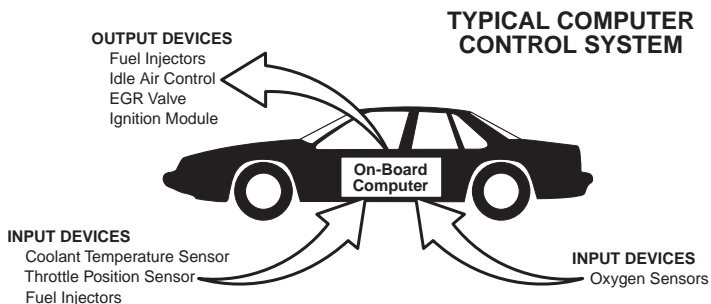 TYPICAL COMPUTER
CONTROL SYSTEM
OUTPUT DEVICES
Fuel Injectors
Idle Air Control
EGR Valve
Ignition Module
On-Board
Computer
INPUT DEVICES
Coolant Temperature Sensor
Throttle Position Sensor
Fuel Injectors
INPUT DEVICES
Oxygen Sensors